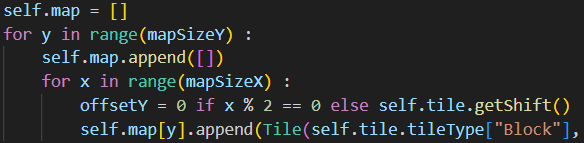 self.map = []
for y in range(mapSizeY) :
    self.map.append([])
    for x in range(mapSizeX) :
        offsetY = 0 if x % 2 == 0 else self.tile.getShift()
        self.map[y].append(Tile(self.tile.tileType["Block"],